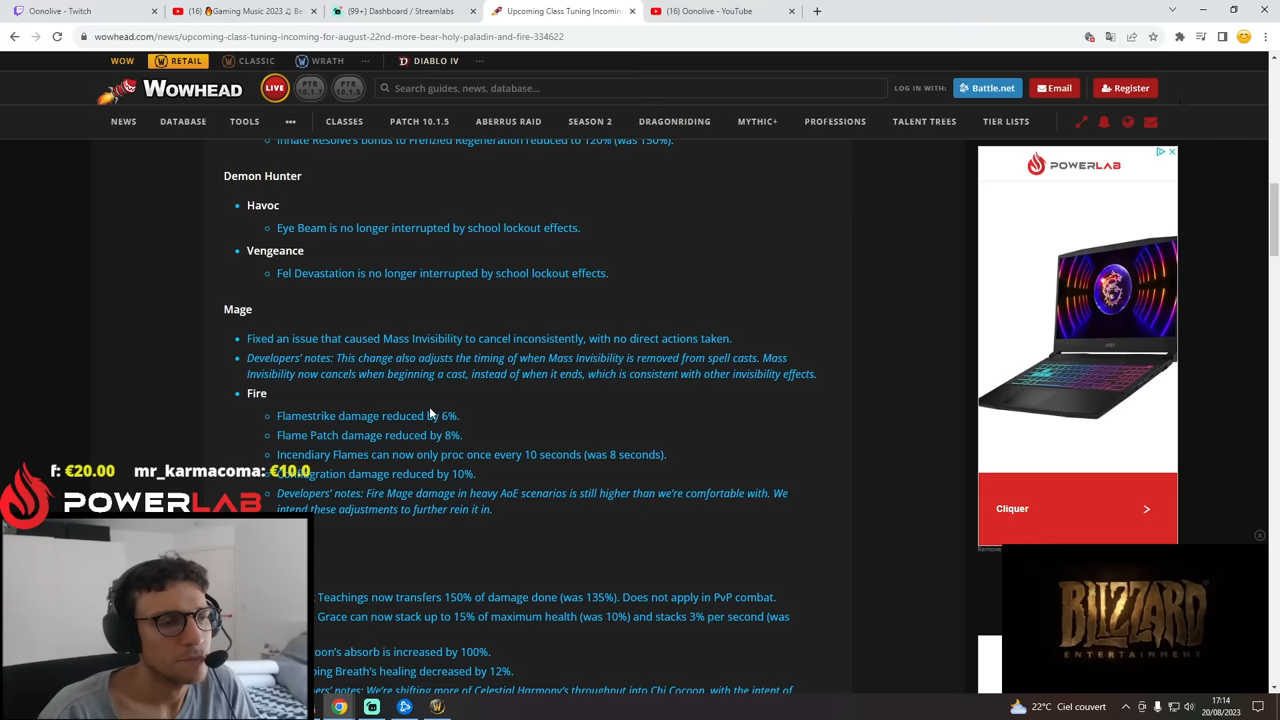 Onnlive - Twitch
(16) 🔥Gaming Music 2023 ♫ Be
(99+) Dashboard - Streamlabs
Class Tuning Incoming
(16) Oonolive - YouTube
wowhead.com/news/upcoming-class-tuning-incoming-for-august-22nd-more-bear-holy-paladin-and-fire-334622
WOW RETAIL CLASSIC WRATH ... DIABLO IV ...
WOWHEAD LIVE PTR PTR Search guides, news, database... LOG IN WITH: Battle.net Email Register
NEWS DATABASE TOOLS ••• CLASSES PATCH 10.1.5 ABERRUS RAID SEASON 2 DRAGONRIDING MYTHIC+ PROFESSIONS TALENT TREES TIER LISTS
Innate Resolve's bonus to Frenzied Regeneration reduced to 120% (was 150%).
Demon Hunter
Havoc
Eye Beam is no longer interrupted by school lockout effects.
Vengeance
Fel Devastation is no longer interrupted by school lockout effects.
Mage
Fixed an issue that caused Mass Invisibility to cancel inconsistently, with no direct actions taken.
Developers' notes: This change also adjusts the timing of when Mass Invisibility is removed from spell casts. Mass
Invisibility now cancels when beginning a cast, instead of when it ends, which is consistent with other invisibility effects.
Fire
Flamestrike damage reduced by 6%.
Flame Patch damage reduced by 8%.
Incendiary Flames can now only proc once every 10 seconds (was 8 seconds).
Conflagration damage reduced by 10%.
Developers' notes: Fire Mage damage in heavy AoE scenarios is still higher than we're comfortable with. We
intend these adjustments to further rein it in.
f: €20.00 mr_karmacoma: €10.0
POWERLAB
Teachings now transfers 150% of damage done (was 135%). Does not apply in PvP combat.
Grace can now stack up to 15% of maximum health (was 10%) and stacks 3% per second (was
oon's absorb is increased by 100%.
ing Breath's healing decreased by 12%.
ers' notes: We're shifting more of Celestial Harmony's throughput into Chi Cocoon, with the intent of
POWERLAB
Cliquer
Remove
BLIZZARD
ENTERTAINMENT
22°C Ciel couvert
17:14
20/08/2023